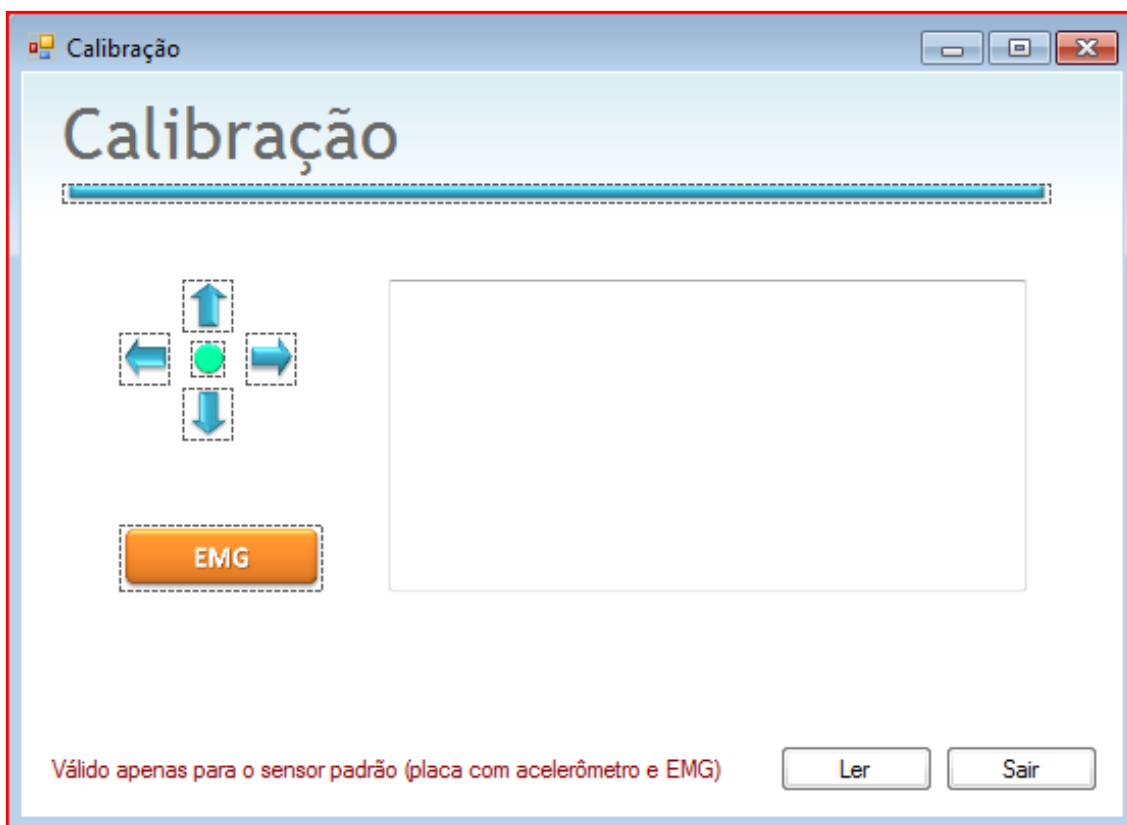 Calibração
Calibração
EMG
Válido apenas para o sensor padrão (placa com acelerômetro e EMG)
Ler
Sair